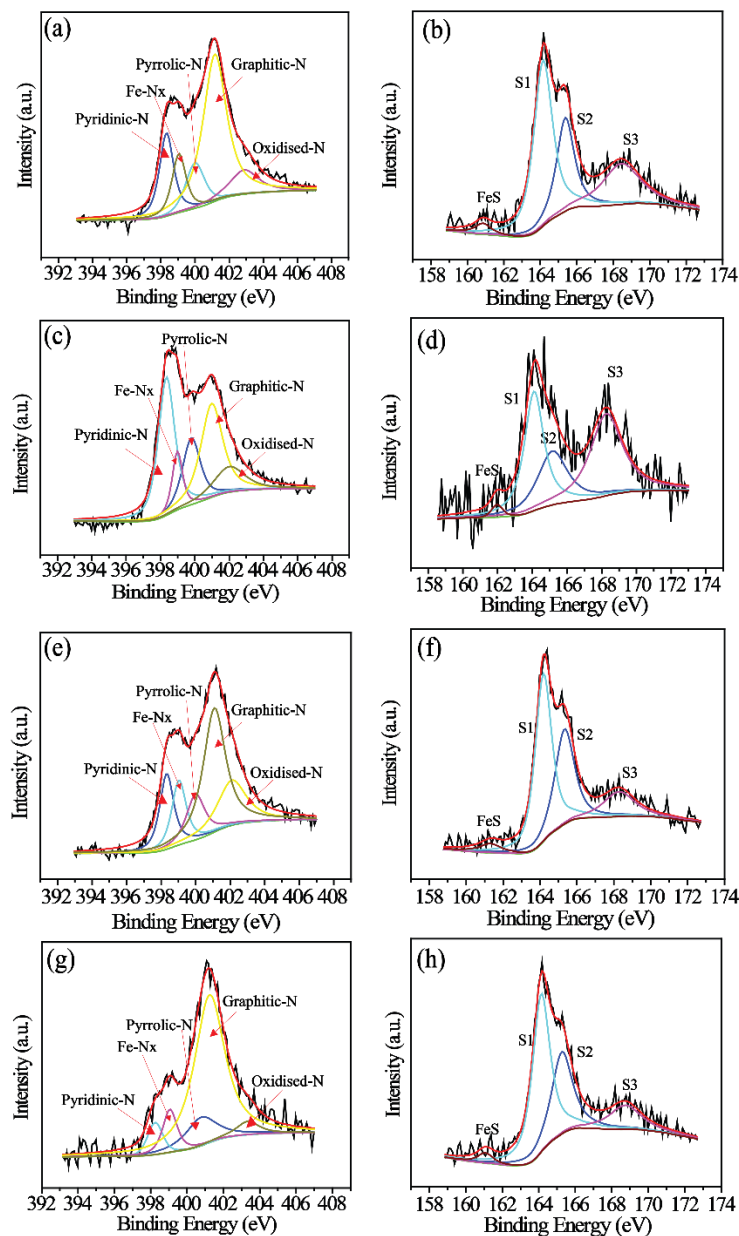 (a)
Pyrrolic-N
Graphitic-N
Fe-Nx
Pyridinic-N
Oxidised-N
Intensity (a.u.)
392 394 396 398 400 402 404 406 408
Binding Energy (eV)
(b)
S1
S2
S3
FeS
Intensity (a.u.)
158 160 162 164 166 168 170 172 174
Binding Energy (eV)
(c)
Pyrrolic-N
Fe-Nx
Graphitic-N
Pyridinic-N
Oxidised-N
Intensity (a.u.)
392 394 396 398 400 402 404 406 408
Binding Energy (eV)
(d)
S3
S1
S2
FeS
Intensity (a.u.)
158 160 162 164 166 168 170 172 174
Binding Energy (eV)
(e)
Pyrrolic-N
Fe-Nx
Graphitic-N
Pyridinic-N
Oxidised-N
Intensity (a.u.)
392 394 396 398 400 402 404 406 408
Binding Energy (eV)
(f)
S1
S2
S3
FeS
Intensity (a.u.)
158 160 162 164 166 168 170 172 174
Binding Energy (eV)
(g)
Graphitic-N
Pyrrolic-N
Fe-Nx
Pyridinic-N
Oxidised-N
Intensity (a.u.)
392 394 396 398 400 402 404 406 408
Binding Energy (eV)
(h)
S1
S2
S3
FeS
Intensity (a.u.)
158 160 162 164 166 168 170 172 174
Binding Energy (eV)